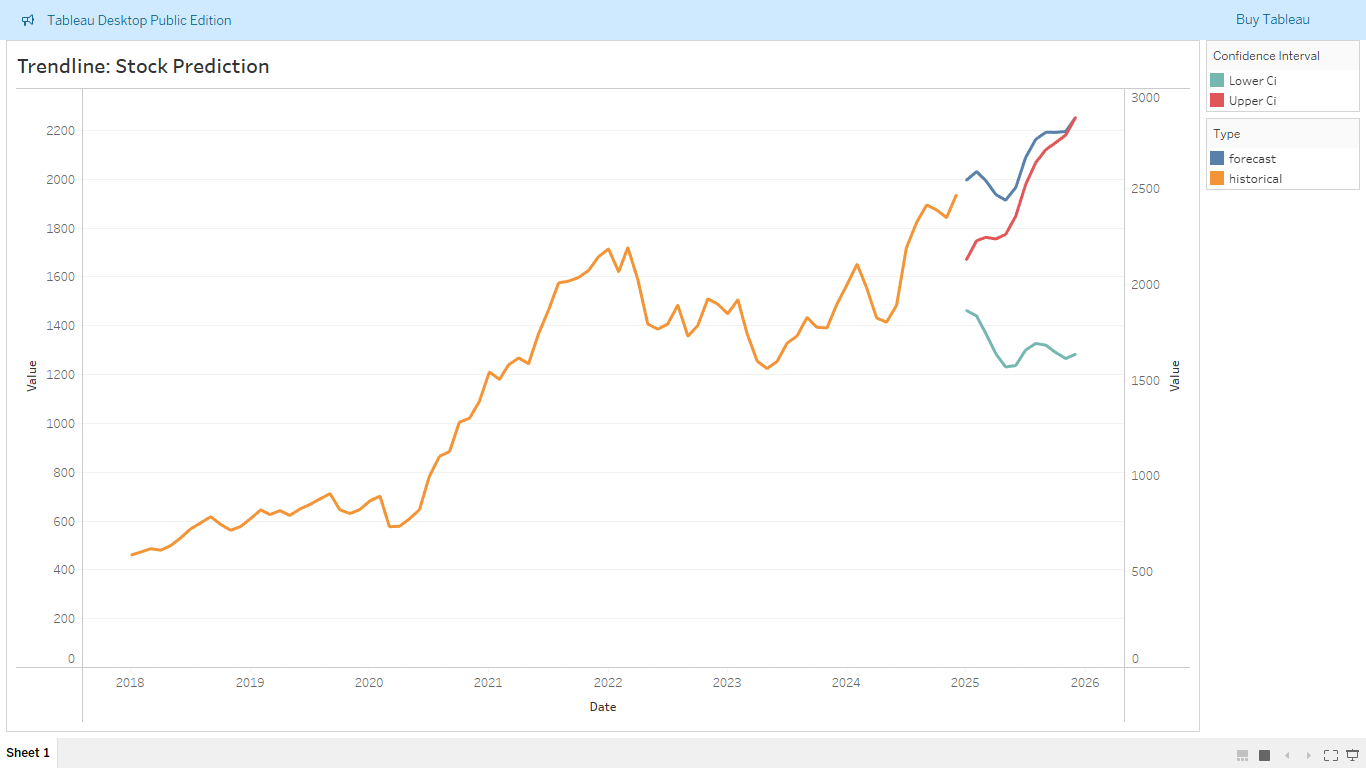 Tableau Desktop Public Edition
Buy Tableau
Trendline: Stock Prediction
Value
2200
2000
1800
1600
1400
1200
1000
800
600
400
200
0
3000
2500
2000
1500
1000
500
0
Value
2018 2019 2020 2021 2022 2023 2024 2025 2026
Date
Confidence Interval
Lower Ci
Upper Ci
Type
forecast
historical
Sheet 1